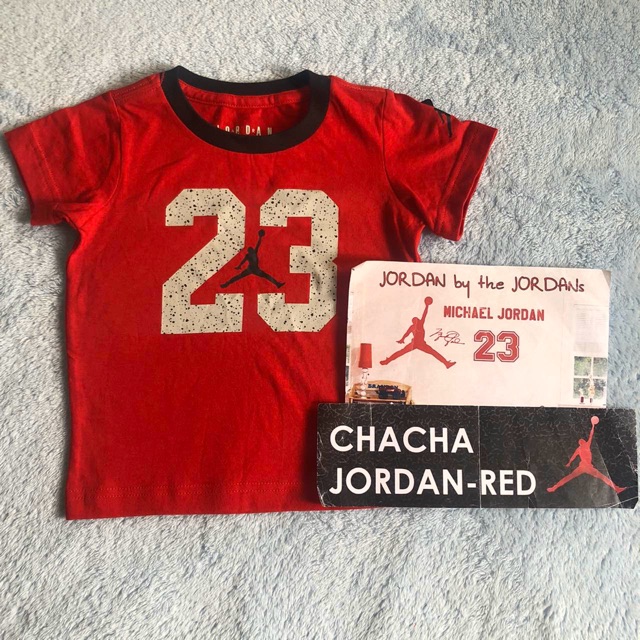 JORDAN
23
JORDAN by the JORDANs
MICHAEL JORDAN
23
CHACHA
JORDAN-RED